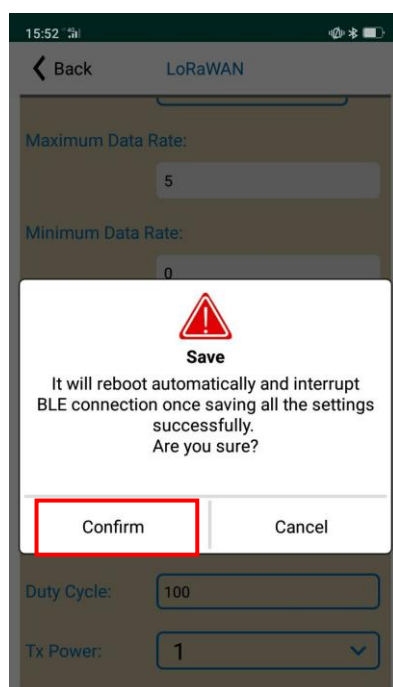 15:52
Back
LoRaWAN
Maximum Data Rate:
5
Minimum Data Rate:
0
Save
It will reboot automatically and interrupt
BLE connection once saving all the settings
successfully.
Are you sure?
Confirm
Cancel
Duty Cycle:
100
Tx Power:
1